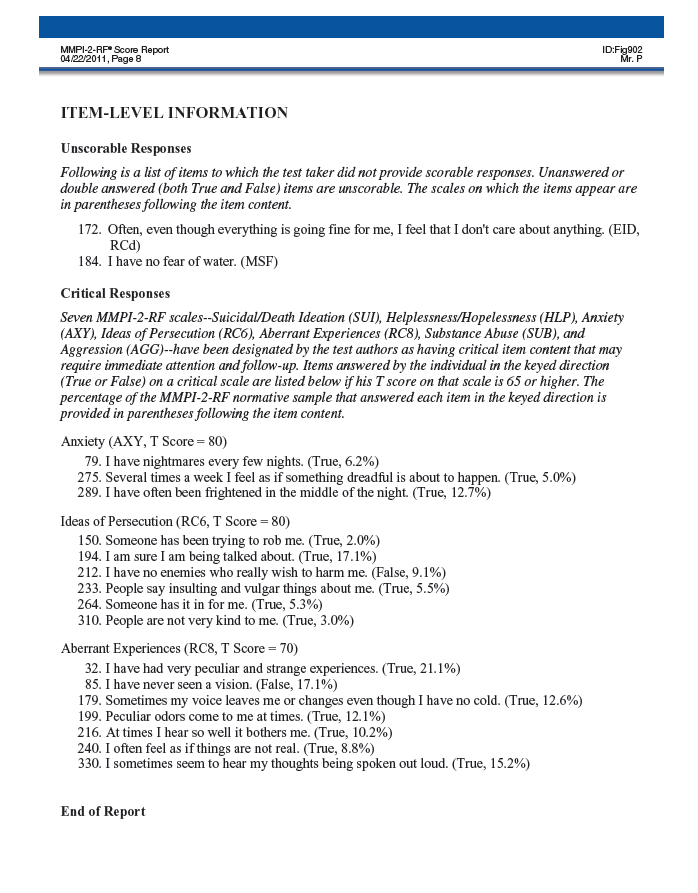 MMPI-2-RF® Score Report
ID:Fig902
04/22/2011, Page 8
Mr. P
ITEM-LEVEL INFORMATION
Unscorable Responses
Following is a list of items to which the test taker did not provide scorable responses. Unanswered or
double answered (both True and False) items are unscorable. The scales on which the items appear are
in parentheses following the item content.
172. Often, even though everything is going fine for me, I feel that I don't care about anything. (EID,
RCd)
184. I have no fear of water. (MSF)
Critical Responses
Seven MMPI-2-RF scales--Suicidal/Death Ideation (SUI), Helplessness/Hopelessness (HLP), Anxiety
(AXY), Ideas of Persecution (RC6), Aberrant Experiences (RC8), Substance Abuse (SUB), and
Aggression (AGG)--have been designated by the test authors as having critical item content that may
require immediate attention and follow-up. Items answered by the individual in the keyed direction
(True or False) on a critical scale are listed below if his T score on that scale is 65 or higher. The
percentage of the MMPI-2-RF normative sample that answered each item in the keyed direction is
provided in parentheses following the item content.
Anxiety (AXY, T Score = 80)
79. I have nightmares every few nights. (True, 6.2%)
275. Several times a week I feel as if something dreadful is about to happen. (True, 5.0%)
289. I have often been frightened in the middle of the night. (True, 12.7%)
Ideas of Persecution (RC6, T Score = 80)
150. Someone has been trying to rob me. (True, 2.0%)
194. I am sure I am being talked about. (True, 17.1%)
212. I have no enemies who really wish to harm me. (False, 9.1%)
233. People say insulting and vulgar things about me. (True, 5.5%)
264. Someone has it in for me. (True, 5.3%)
310. People are not very kind to me. (True, 3.0%)
Aberrant Experiences (RC8, T Score = 70)
32. I have had very peculiar and strange experiences. (True, 21.1%)
85. I have never seen a vision. (False, 17.1%)
179. Sometimes my voice leaves me or changes even though I have no cold. (True, 12.6%)
199. Peculiar odors come to me at times. (True, 12.1%)
216. At times I hear so well it bothers me. (True, 10.2%)
240. I often feel as if things are not real. (True, 8.8%)
330. I sometimes seem to hear my thoughts being spoken out loud. (True, 15.2%)
End of Report